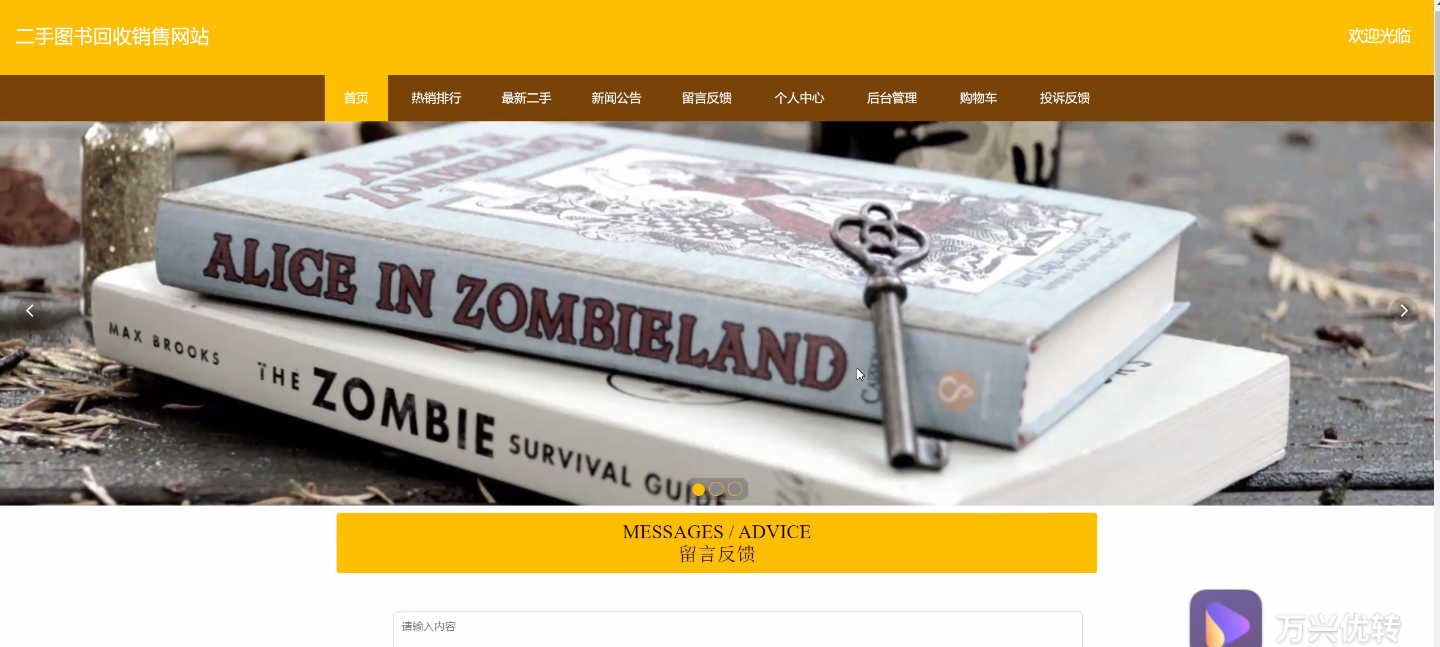 二手图书回收销售网站
欢迎光临
首页 热销排行 最新二手 新闻公告 留言反馈 个人中心 后台管理 购物车 投诉反馈
ALICE IN
ZOMBIELAND
ALICE IN ZOMBIELAND
MAX BROOKS THE ZOMBIE SURVIVAL GUIDE
MESSAGES / ADVICE
留言反馈
请输入内容
万兴优转